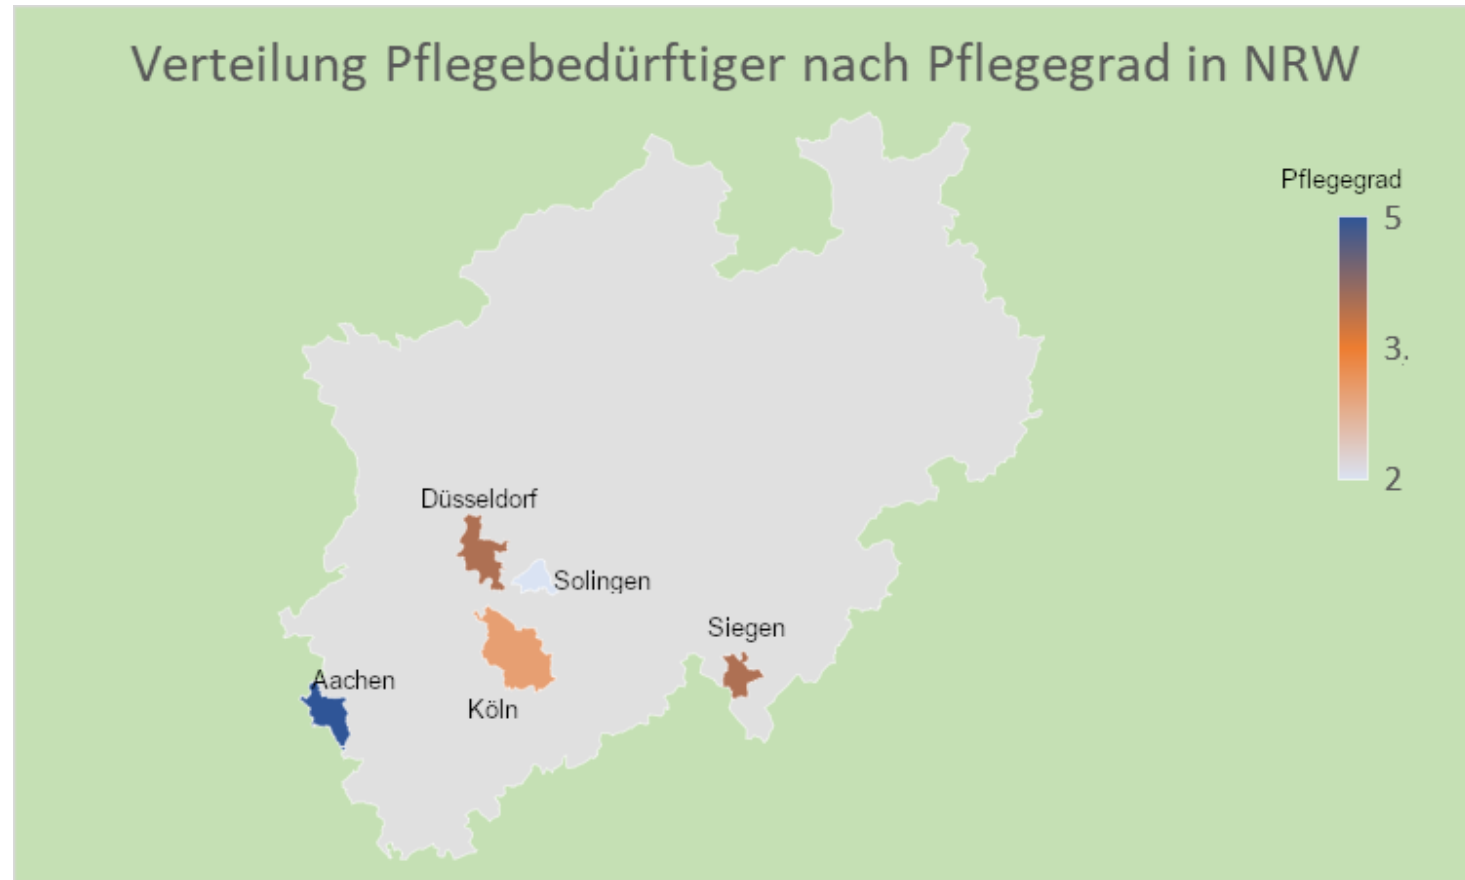 Verteilung Pflegebedürftiger nach Pflegegrad in NRW
Pflegegrad
5
3.
2
Düsseldorf
Solingen
Siegen
Aachen
Köln